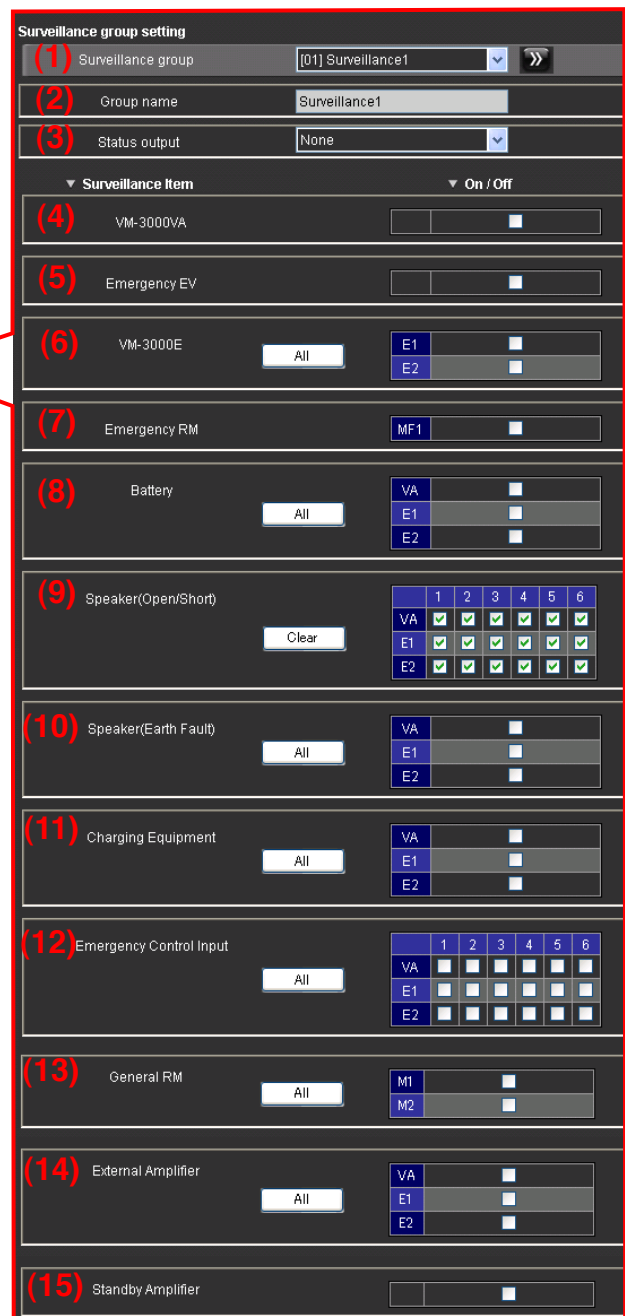 Surveillance group setting
(1) Surveillance group [01] Surveillance1 »
(2) Group name Surveillance1
(3) Status output None
▼ Surveillance Item ▼ On / Off
(4) VM-3000VA
(5) Emergency EV
(6) VM-3000E All E1
E2
(7) Emergency RM MF1
(8) Battery VA
All E1
E2
(9) Speaker(Open/Short) 1 2 3 4 5 6
VA
Clear E1
E2
(10) Speaker(Earth Fault) VA
All E1
E2
(11) Charging Equipment VA
All E1
E2
(12) Emergency Control Input 1 2 3 4 5 6
VA
All E1
E2
(13) General RM M1
All M2
(14) External Amplifier VA
All E1
E2
(15) Standby Amplifier